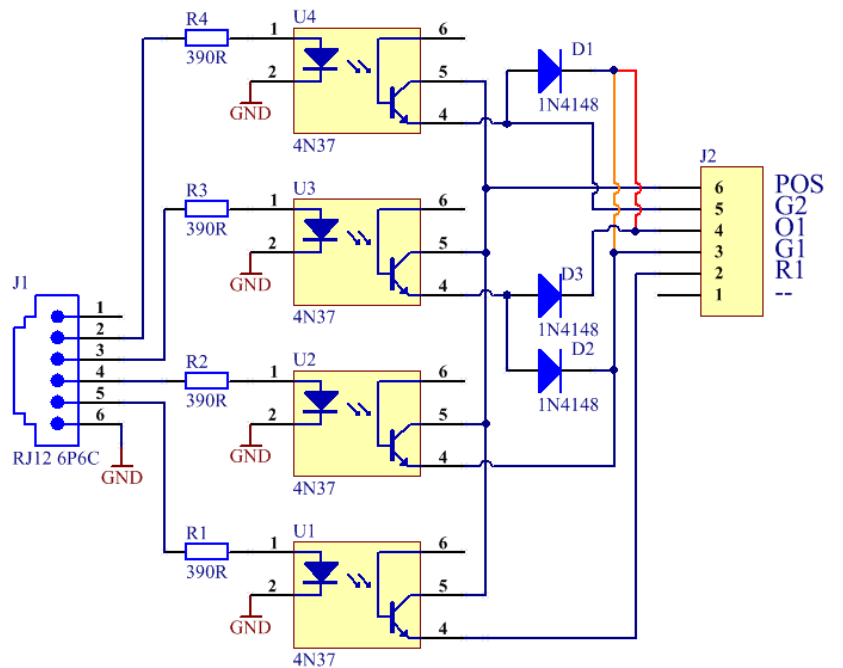 R4
390R
1
2
GND
U4
6
5
4
4N37
D1
1N4148
R3
390R
1
2
GND
U3
6
5
4
4N37
D3
1N4148
D2
1N4148
J2
6 POS
5 G2
4 O1
3 G1
2 R1
1 --
J1
1
2
3
4
5
6
RJ12 6P6C
GND
R2
390R
1
2
GND
U2
6
5
4
4N37
R1
390R
1
2
GND
U1
6
5
4
4N37